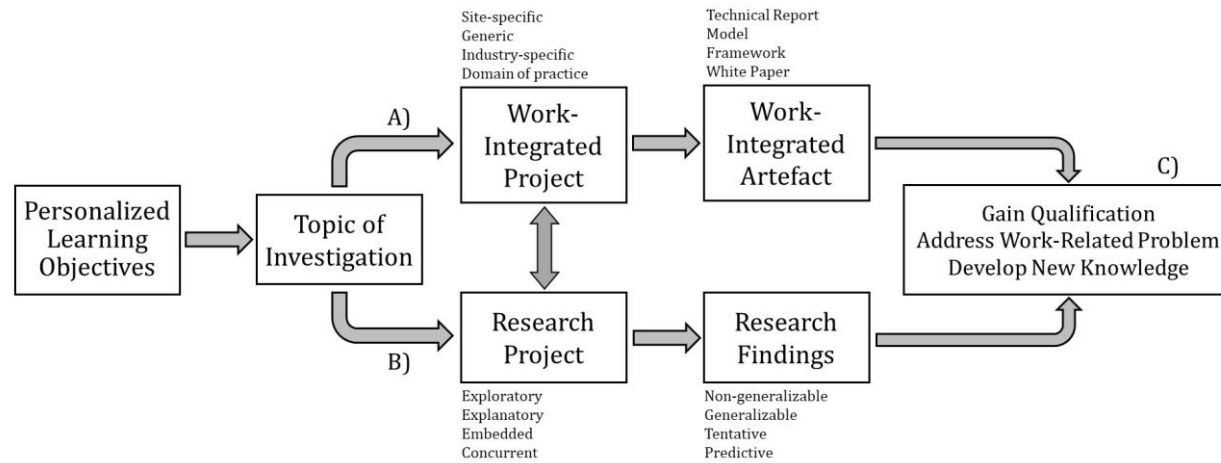 Site-specific
Generic
Industry-specific
Domain of practice
Technical Report
Model
Framework
White Paper
A)
Work-
Integrated
Project
Work-
Integrated
Artefact
C)
Personalized
Learning
Objectives
Topic of
Investigation
Gain Qualification
Address Work-Related Problem
Develop New Knowledge
B)
Research
Project
Research
Findings
Exploratory
Explanatory
Embedded
Concurrent
Non-generalizable
Generalizable
Tentative
Predictive